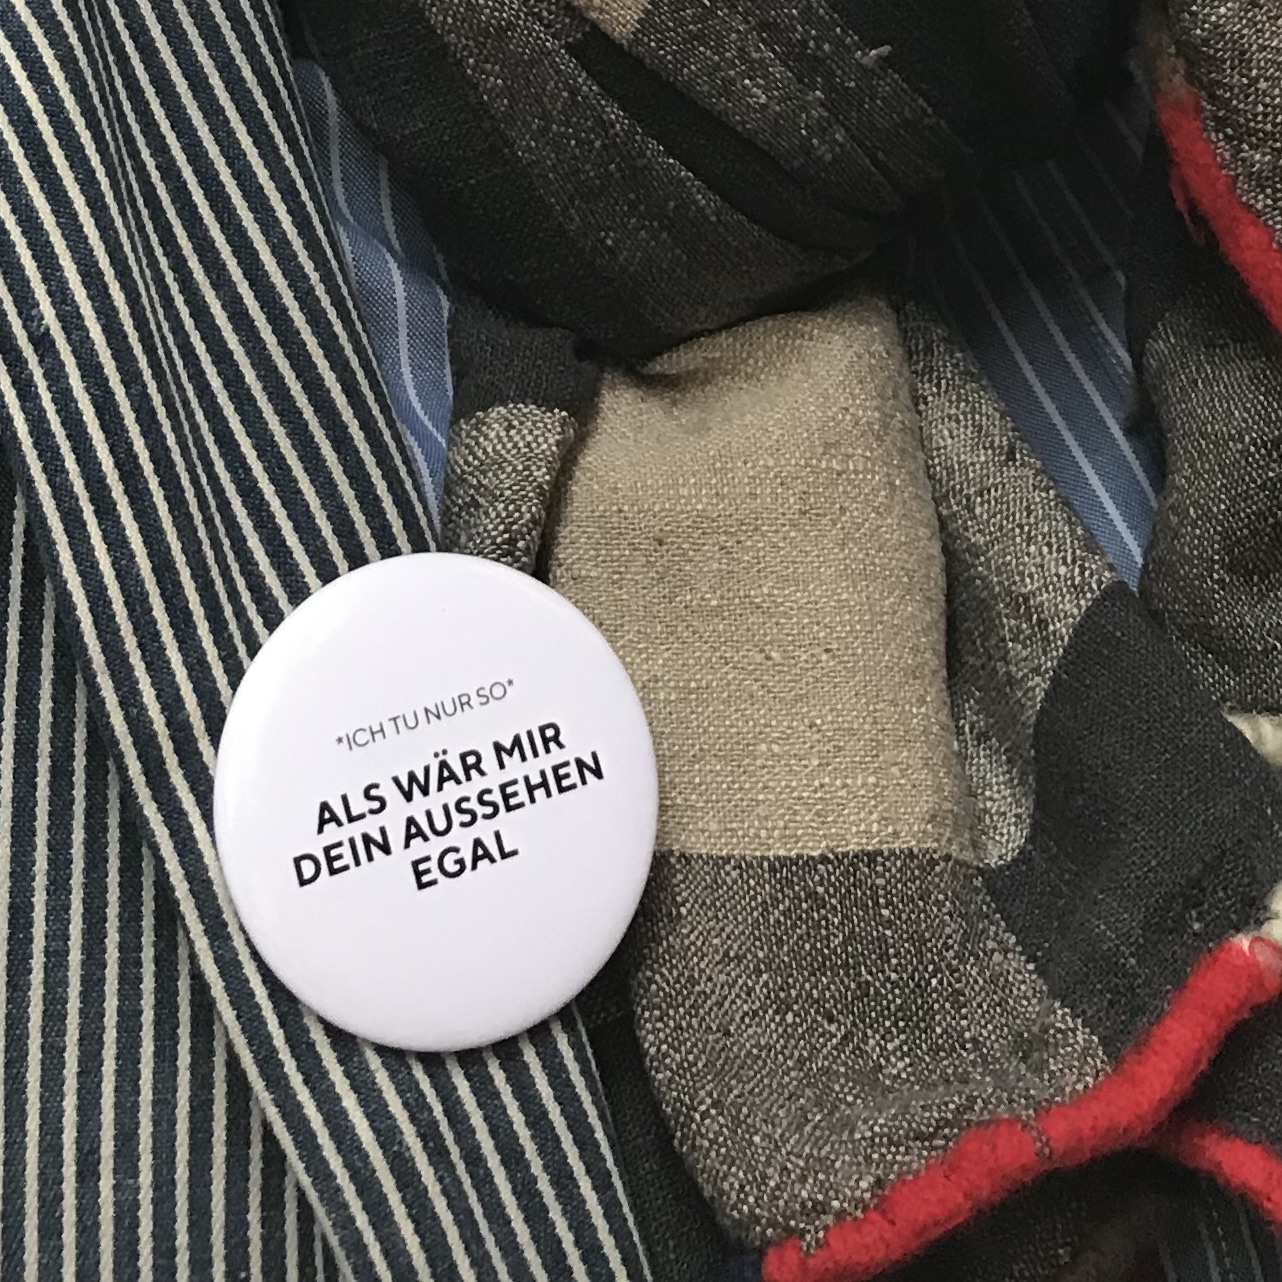 *ICH TU NUR SO*
ALS WÄR MIR
DEIN AUSSEHEN
EGAL